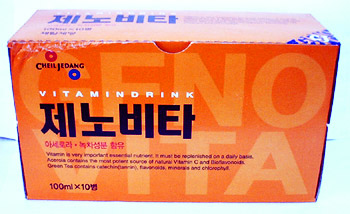 CHEILJEDANG
GENO
VITAMINDRINK
제노비타
TA
아세로라·녹차성분 함유
Vitamin is very important essential nutrient. It must be replenished on a daily basis.
Acerola contains the most potent source of natural Vitamin C and Bioflavonoids.
Green Tea contains catechin(tannin), flavonoids, minerals and chlorophyll.
100ml×10병